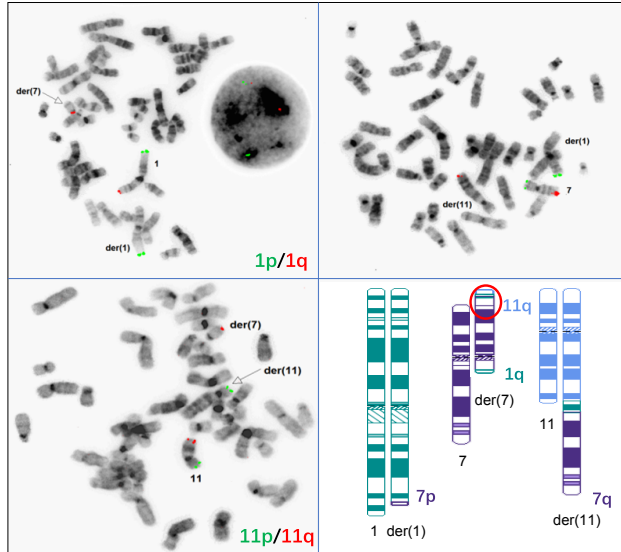 der(7)
1
der(1)
1p/1q
der(1)
7
der(11)
der(7)
der(11)
11
11p/11q
11q
1q
der(7)
7
11
7p
7q
1 der(1)
der(11)